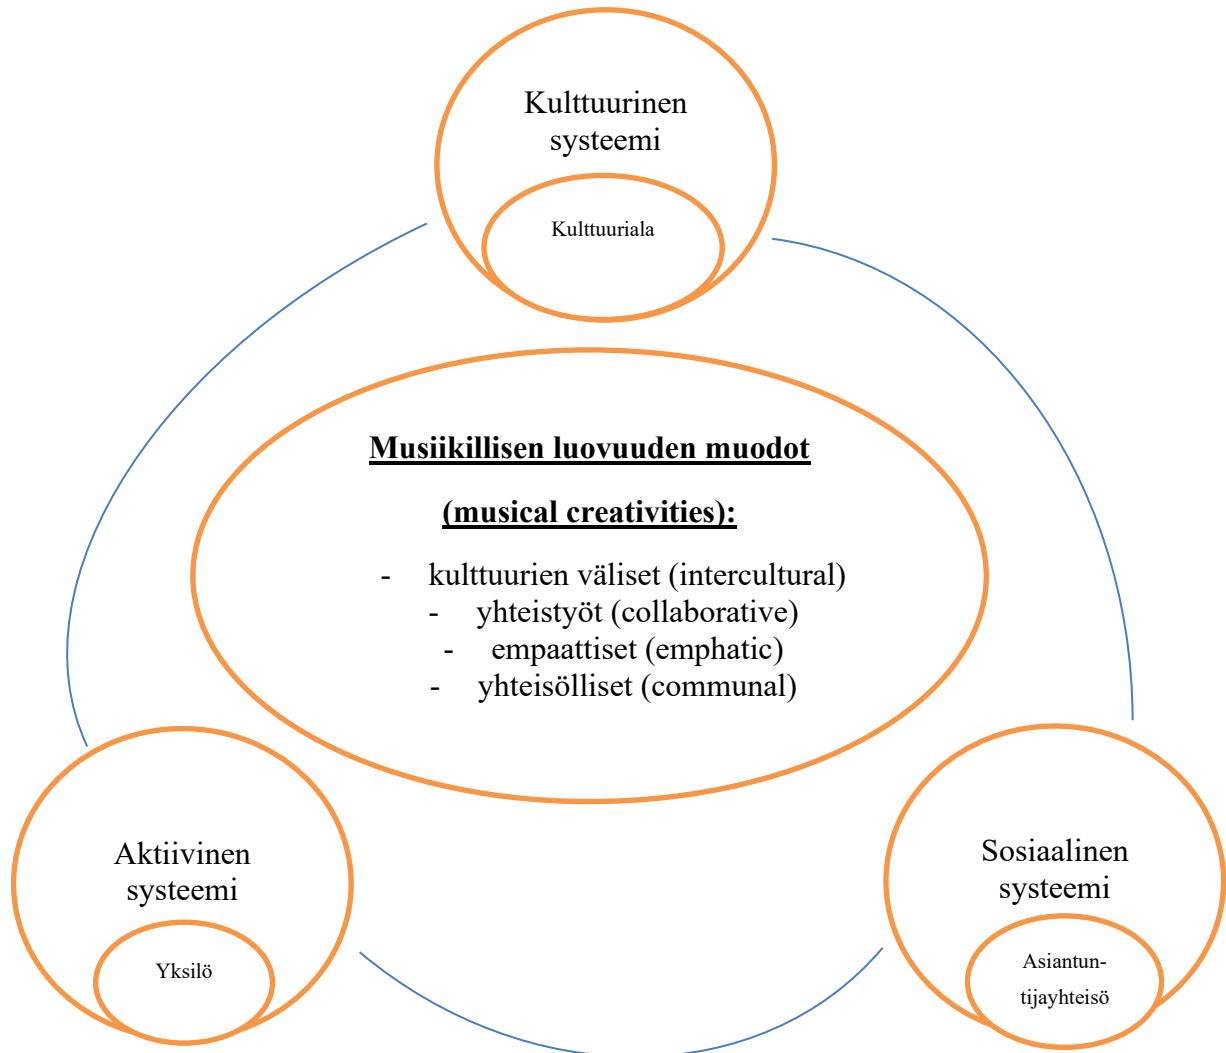 Kulttuurinen
systeemi
Kulttuuriala
Musiikillisen luovuuden muodot
(musical creativities):
- kulttuurien väliset (intercultural)
- yhteistyöt (collaborative)
- empaattiset (emphatic)
- yhteisölliset (communal)
Aktiivinen
systeemi
Yksilö
Sosiaalinen
systeemi
Asiantun-
tijayhteisö